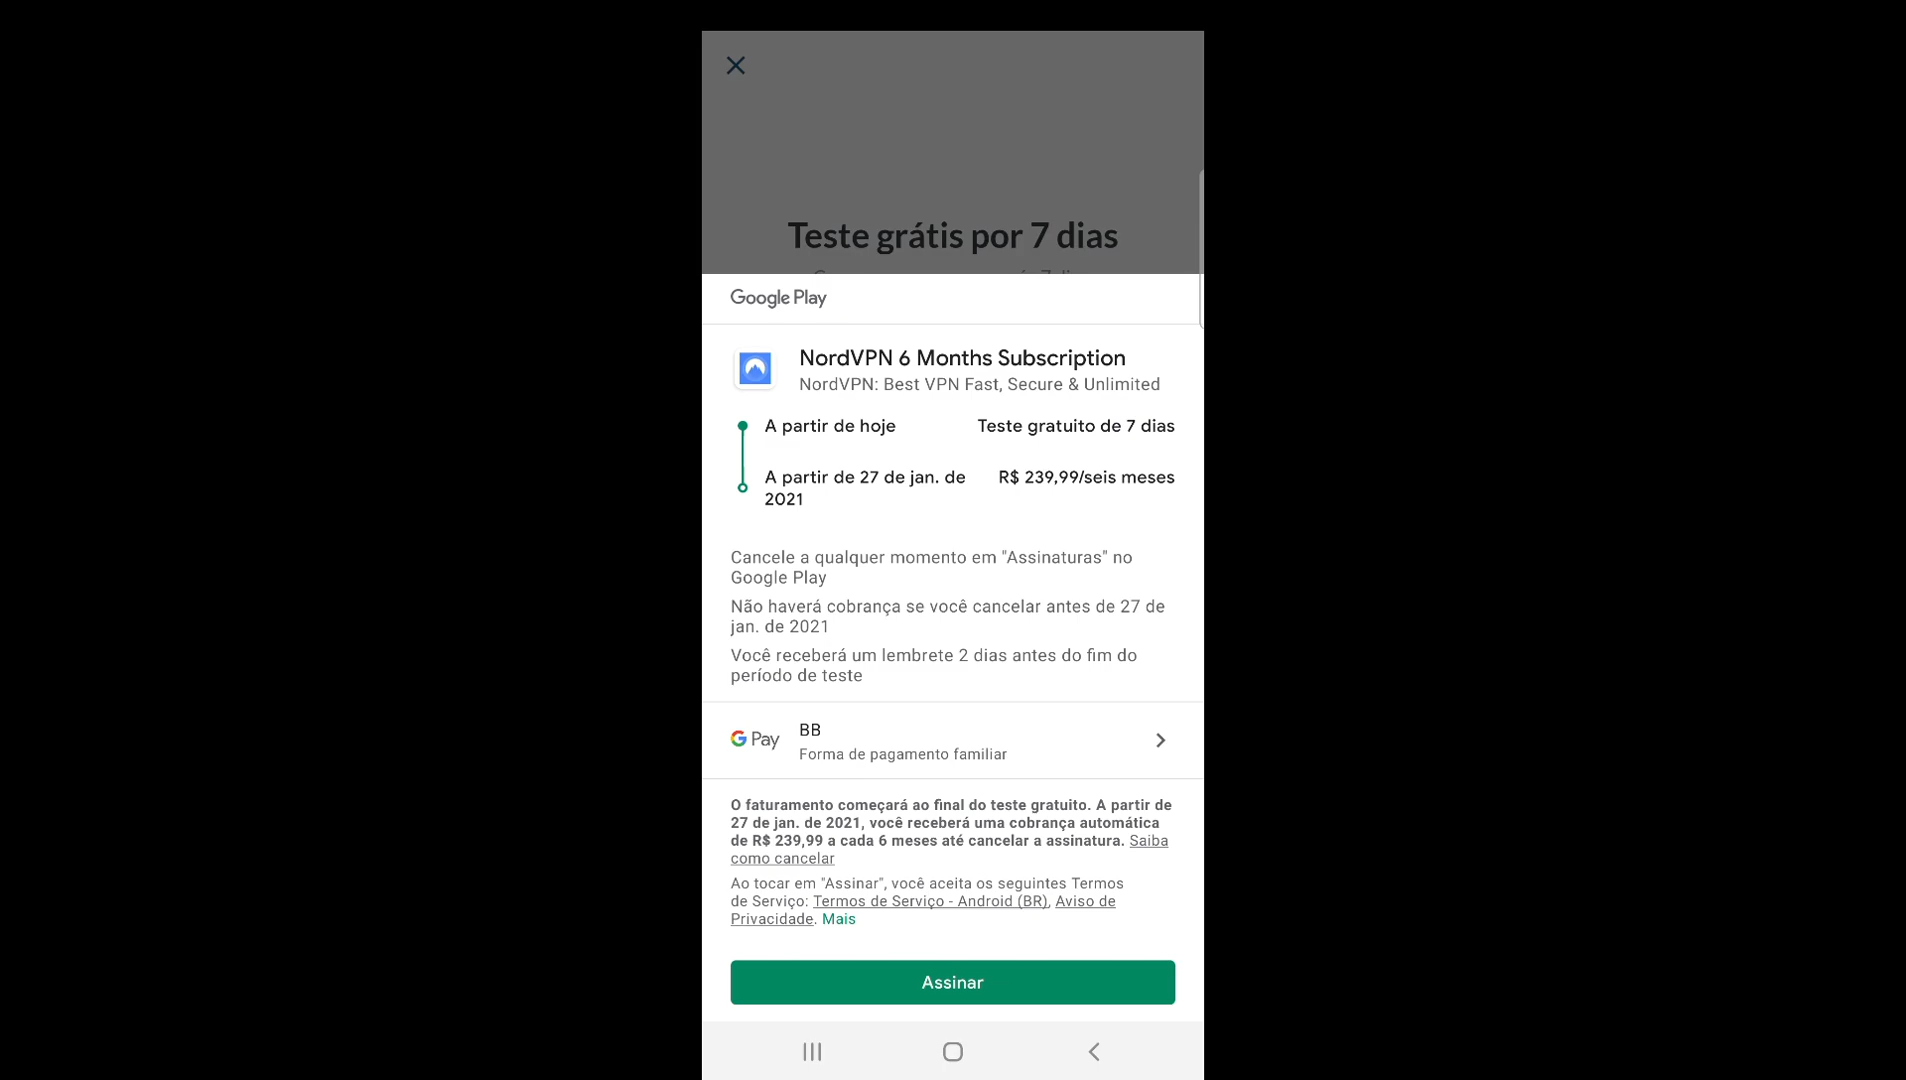 Teste grátis por 7 dias
Google Play
NordVPN 6 Months Subscription
NordVPN: Best VPN Fast, Secure & Unlimited
A partir de hoje
Teste gratuito de 7 dias
A partir de 27 de jan. de
2021
R$ 239,99/seis meses
Cancele a qualquer momento em "Assinaturas" no
Google Play
Não haverá cobrança se você cancelar antes de 27 de
jan. de 2021
Você receberá um lembrete 2 dias antes do fim do
período de teste
G Pay
BB
Forma de pagamento familiar
O faturamento começará ao final do teste gratuito. A partir de
27 de jan. de 2021, você receberá uma cobrança automática
de R$ 239,99 a cada 6 meses até cancelar a assinatura. Saiba
como cancelar
Ao tocar em "Assinar", você aceita os seguintes Termos
de Serviço: Termos de Serviço - Android (BR), Aviso de
Privacidade. Mais
Assinar